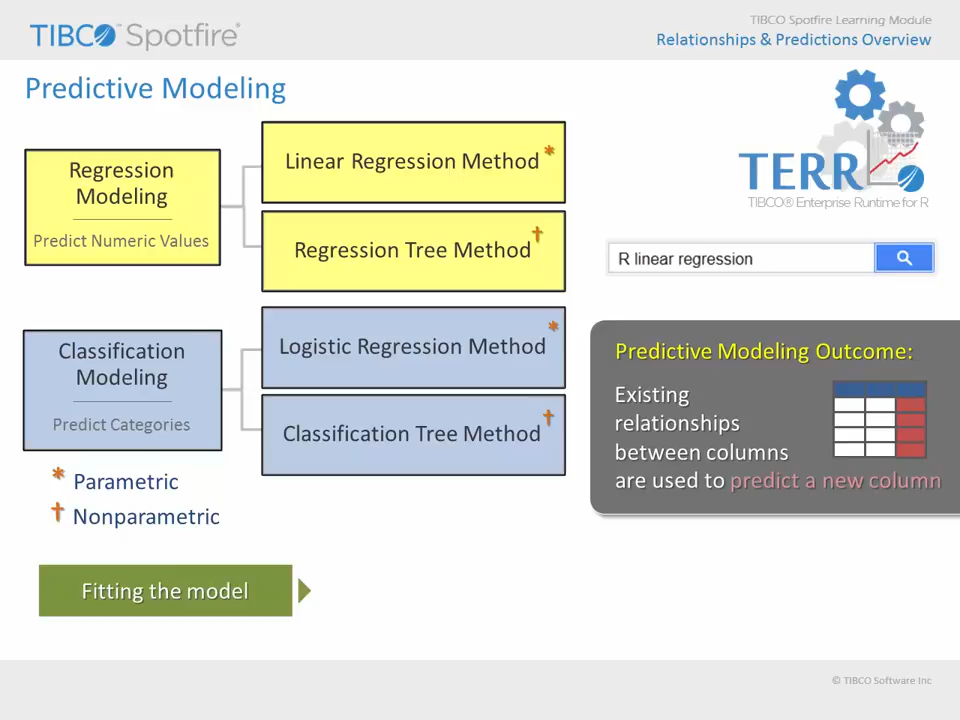 TIBCO™ Spotfire®
TIBCO Spotfire Learning Module
Relationships & Predictions Overview
Predictive Modeling
Regression
Modeling
Predict Numeric Values
Linear Regression Method *
Regression Tree Method †
Classification
Modeling
Predict Categories
Logistic Regression Method *
Classification Tree Method †
* Parametric
† Nonparametric
Fitting the model
TERR
TIBCO® Enterprise Runtime for R
R linear regression
Predictive Modeling Outcome:
Existing
relationships
between columns
are used to predict a new column
© TIBCO Software Inc